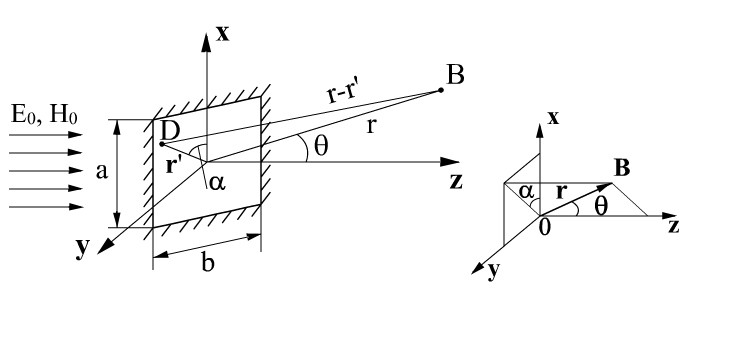 x
B
r-r'
E₀, H₀
D
r
θ
a
r'
α
z
y
b
x
B
α
r
θ
0
z
y